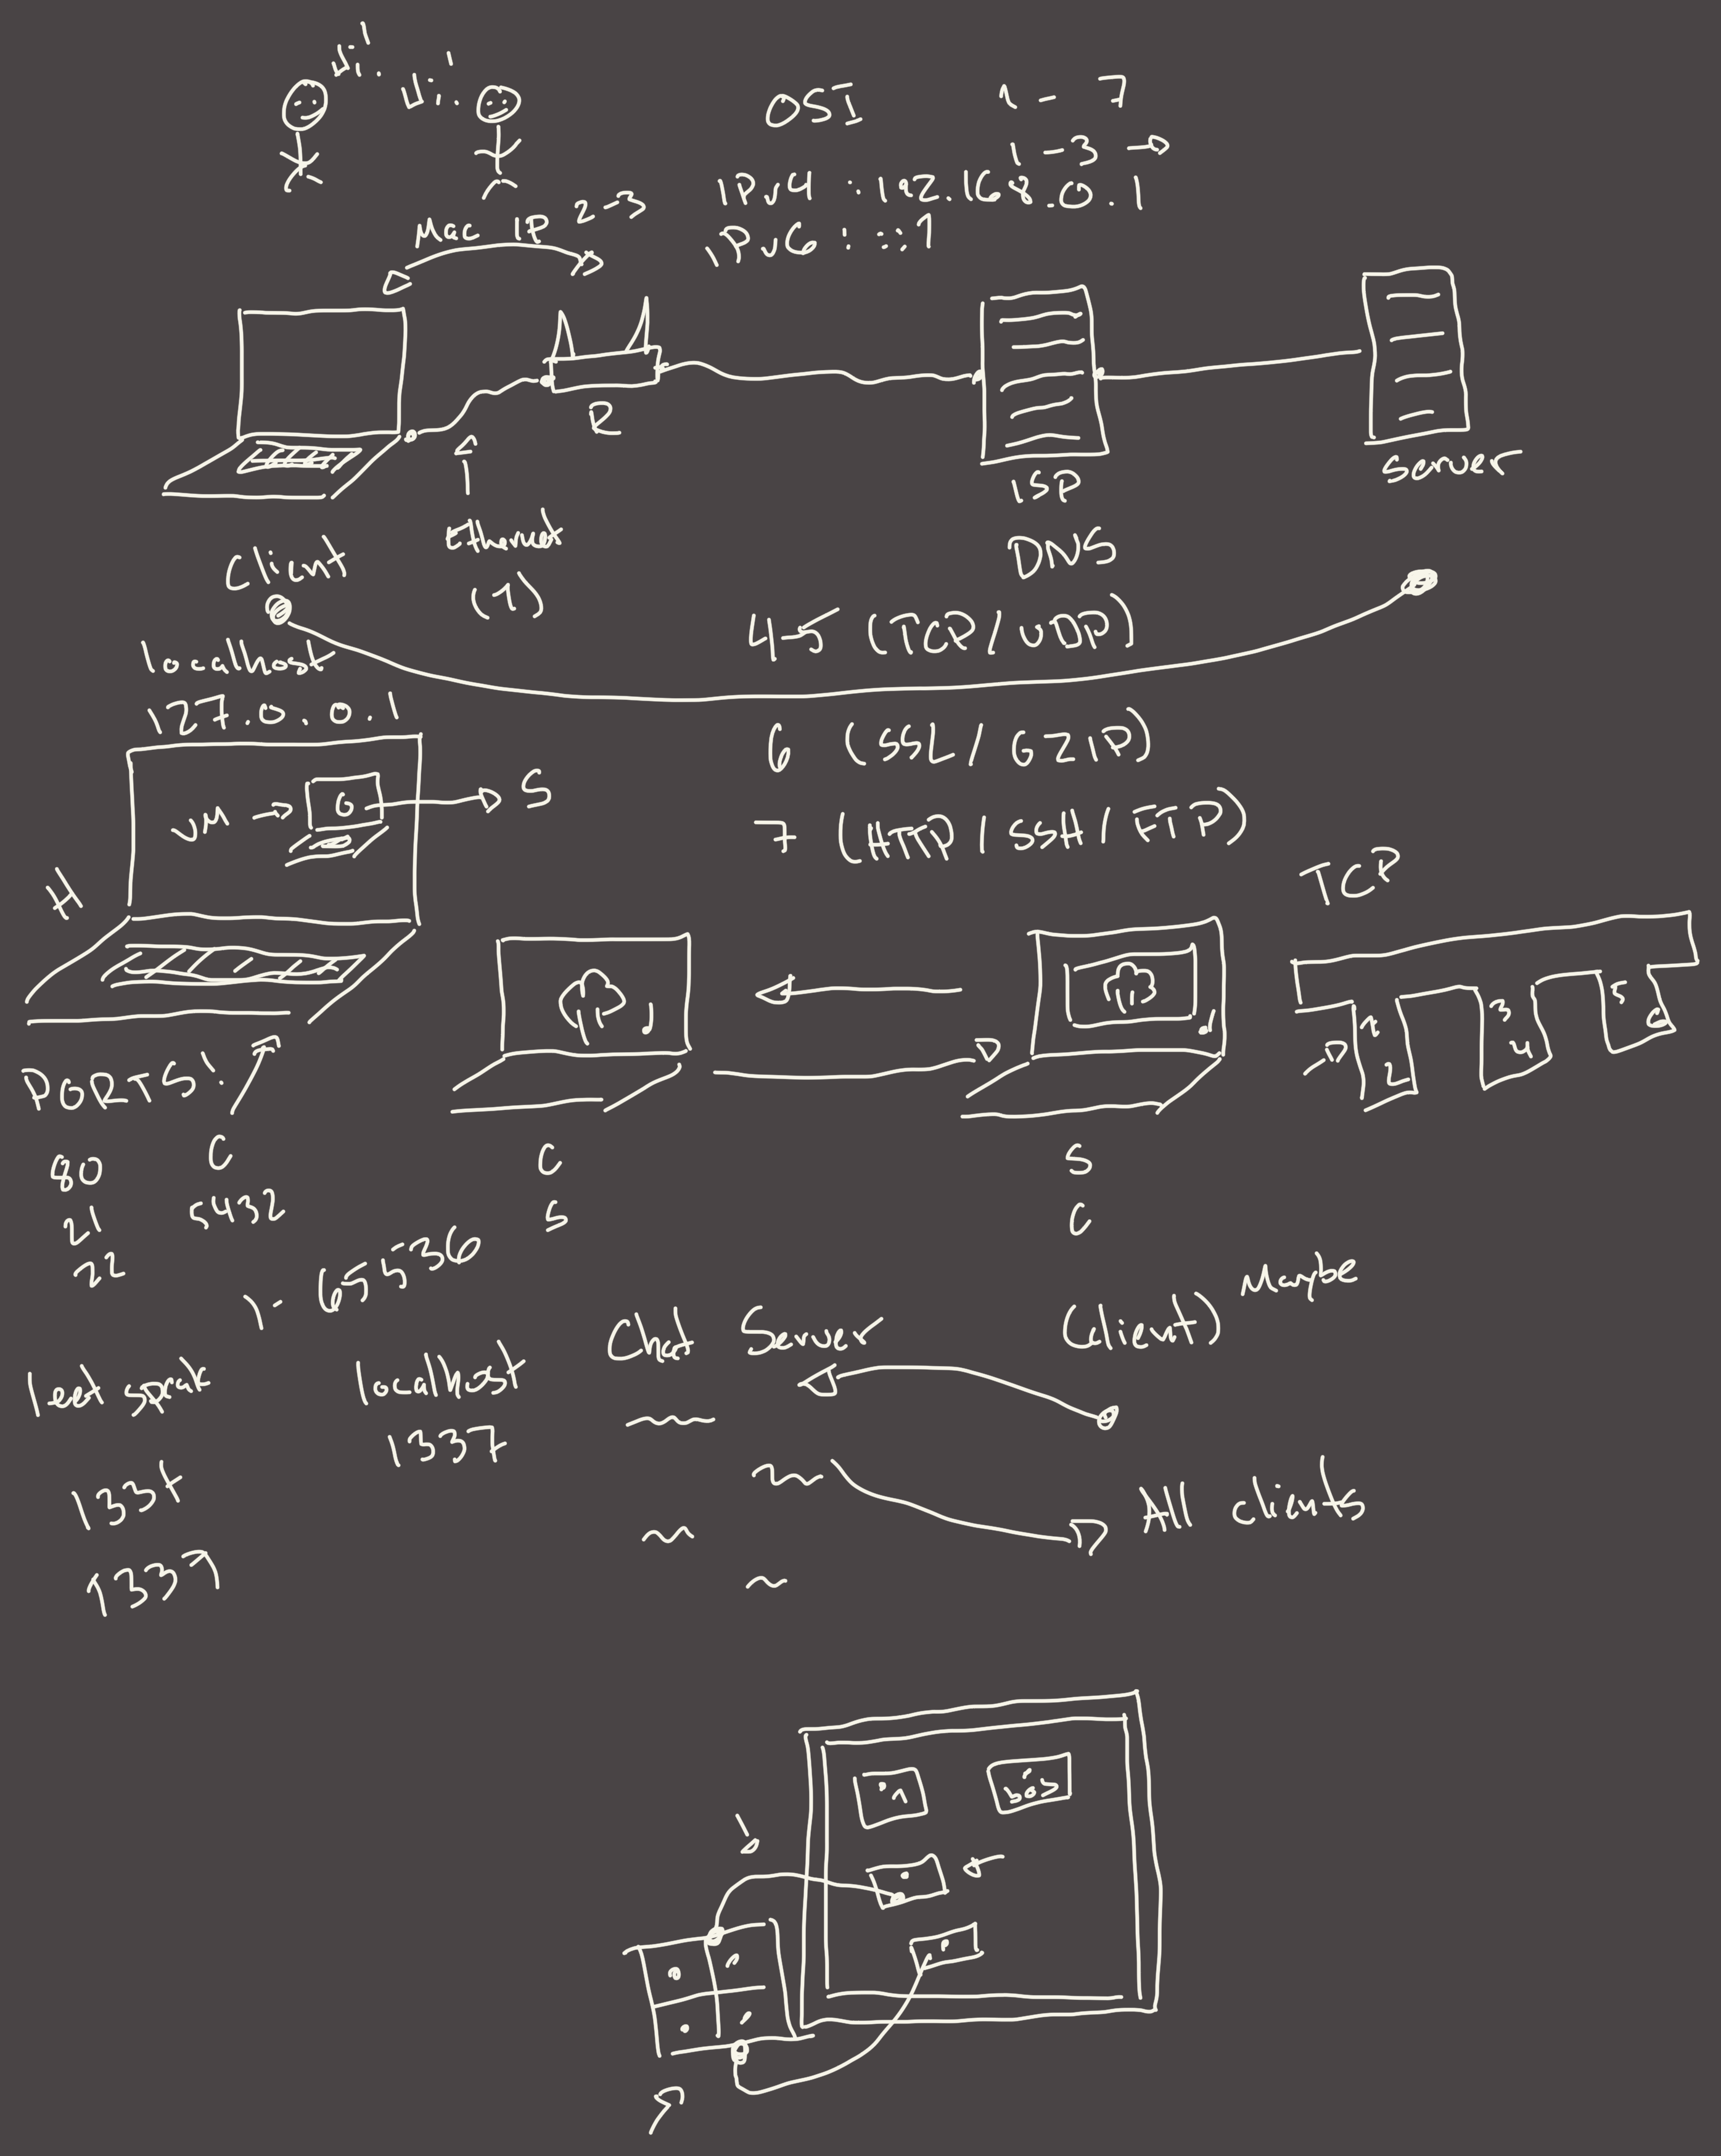 Hi! Hi!
OSI 1 - 7
1 - 3 →
IPv4 : 192.168.0.1
IPv6 : ::1
Mac IP 2-3
R
ISP
Server
Client
Ethernet
(1)
DNS
4-5 (TCP / UDP)
localhost
127.0.0.1
6 (SSL / GZIP)
VM → G → S
7 (HTTP / SSH / FTP)
H
TCP
1 2 3 4 5 6
PORTS:
80 C C S
21 5432 S C
22
1 - 65536
Chat Server (Client) Maybe
leet speak
localhost
1337
1337
1337
All clients